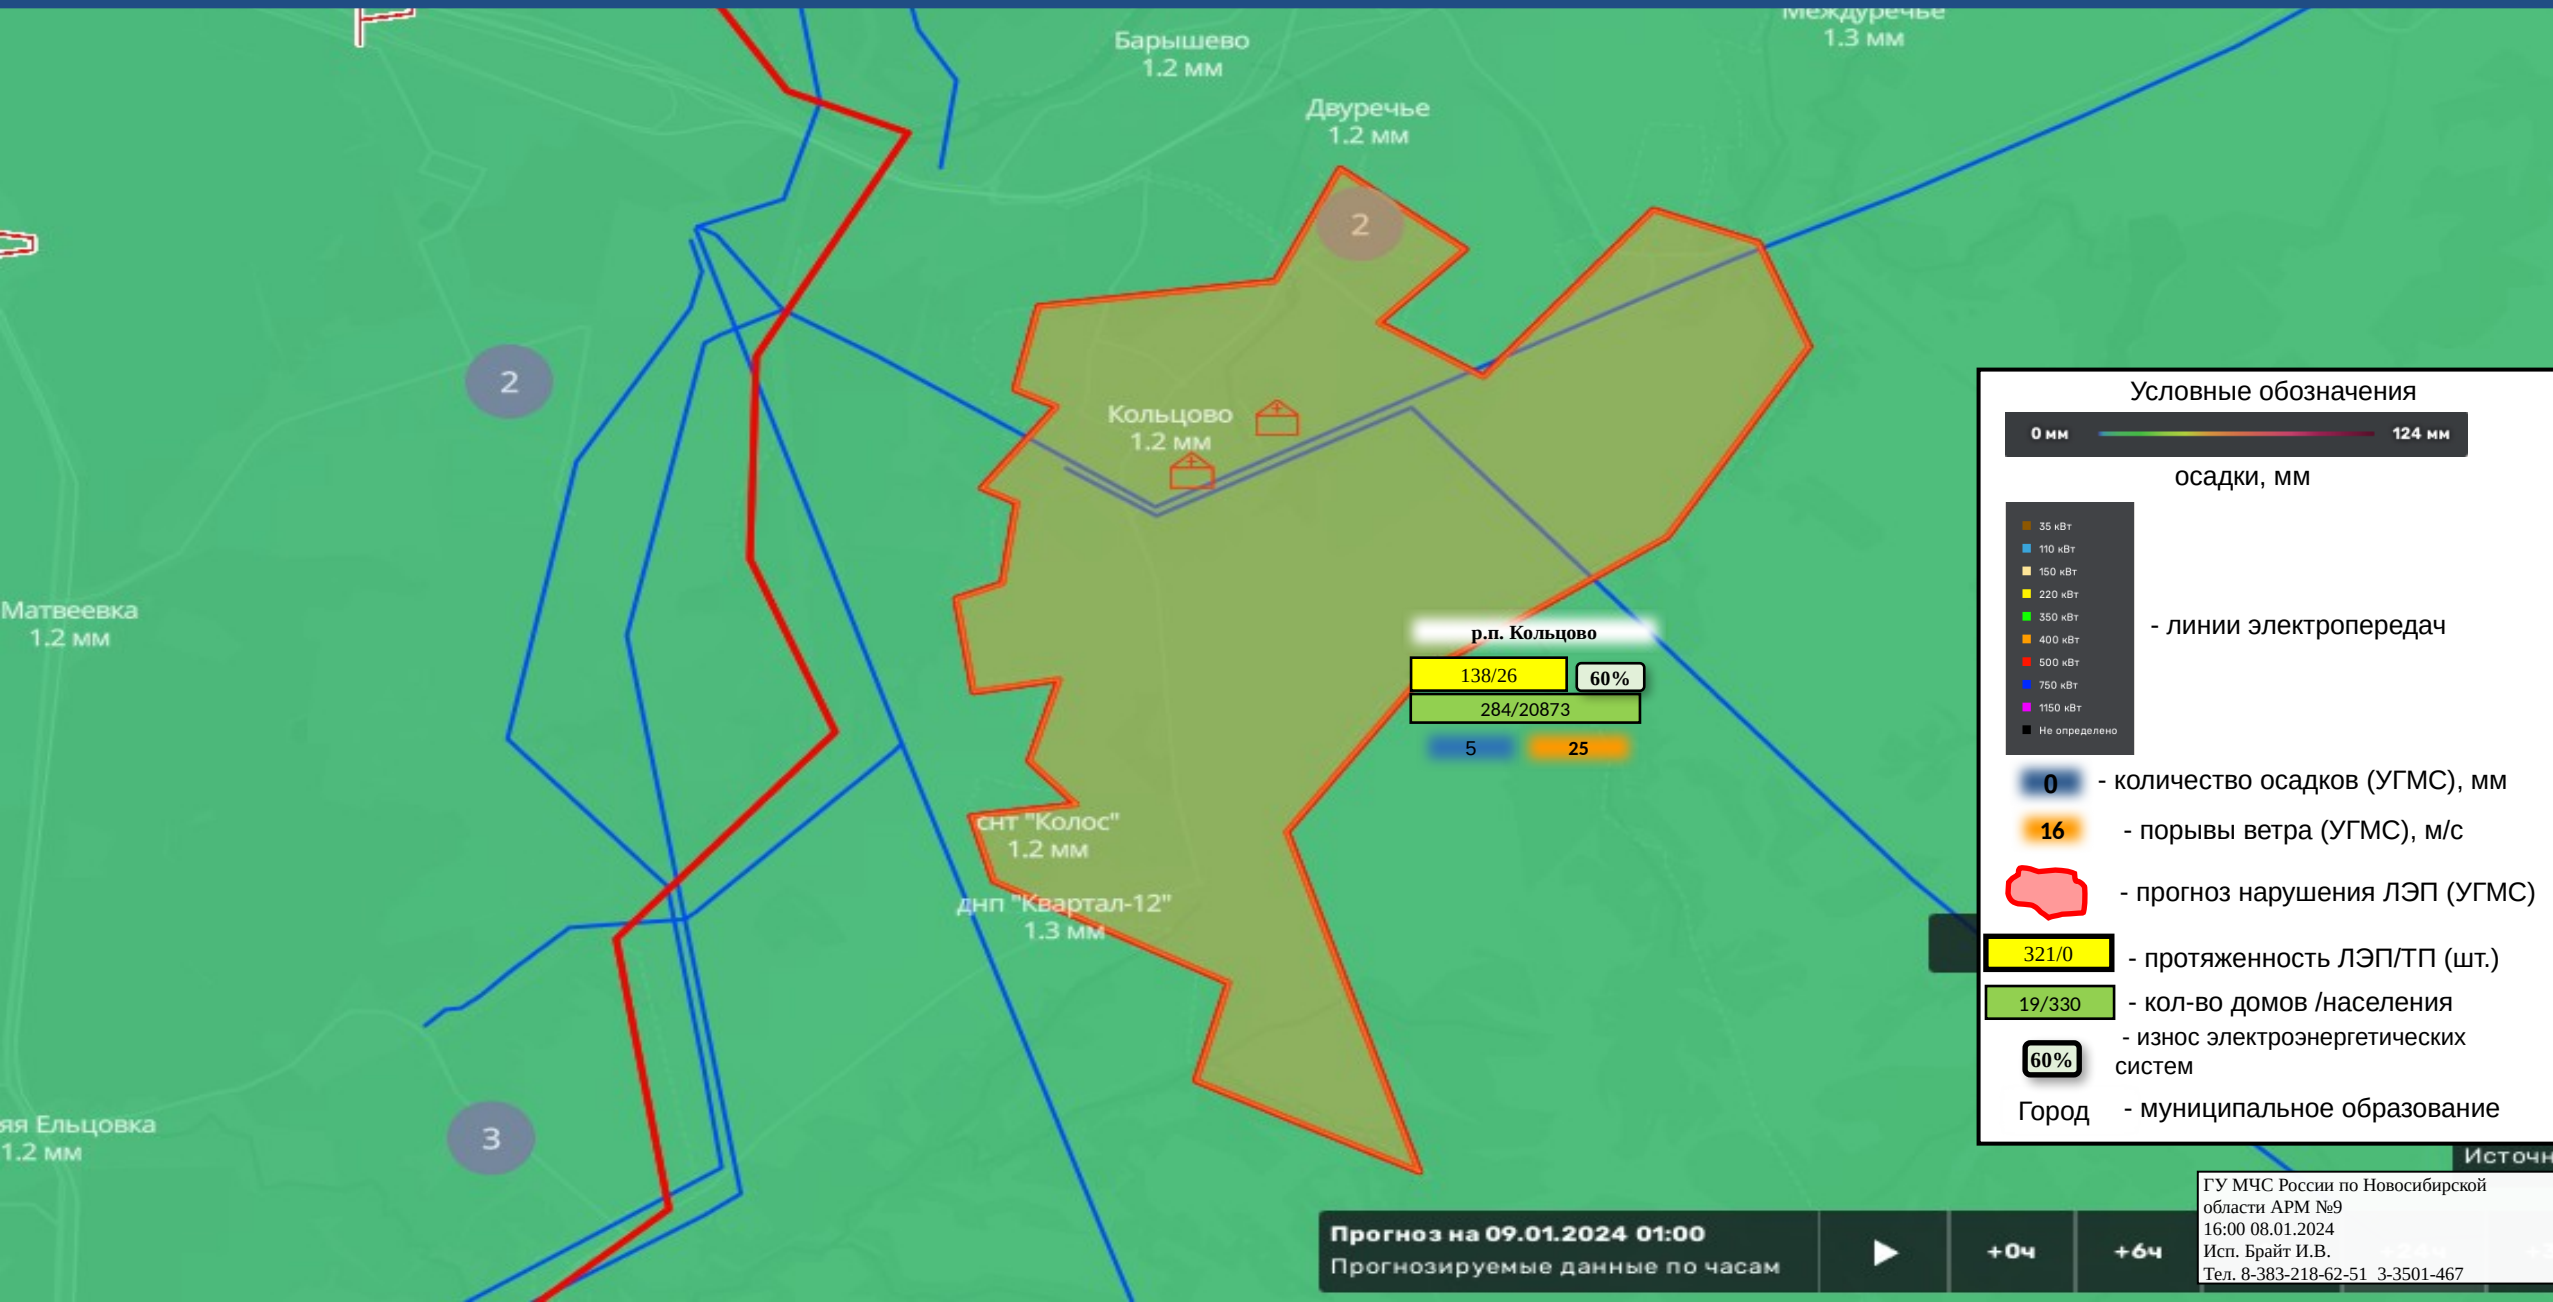 Междуречье
1.3 мм
Барышево
1.2 мм
Двуречье
1.2 мм
2
2
Кольцово
1.2 мм
Матвеевка
1.2 мм
р.п. Кольцово
138/26
60%
284/20873
5
25
снт "Колос"
1.2 мм
днп "Квартал-12"
1.3 мм
яя Ельцовка
1.2 мм
3
Условные обозначения
0 мм
124 мм
осадки, мм
35 кВт
110 кВт
150 кВт
220 кВт
350 кВт
400 кВт
500 кВт
750 кВт
1150 кВт
Не определено
- линии электропередач
0 - количество осадков (УГМС), мм
16 - порывы ветра (УГМС), м/с
- прогноз нарушения ЛЭП (УГМС)
321/0 - протяженность ЛЭП/ТП (шт.)
19/330 - кол-во домов /населения
60% - износ электроэнергетических
систем
Город - муниципальное образование
Источн
ГУ МЧС России по Новосибирской
области АРМ №9
16:00 08.01.2024
Исп. Брайт И.В.
Тел. 8-383-218-62-51 3-3501-467
Прогноз на 09.01.2024 01:00
Прогнозируемые данные по часам
+0ч
+6ч